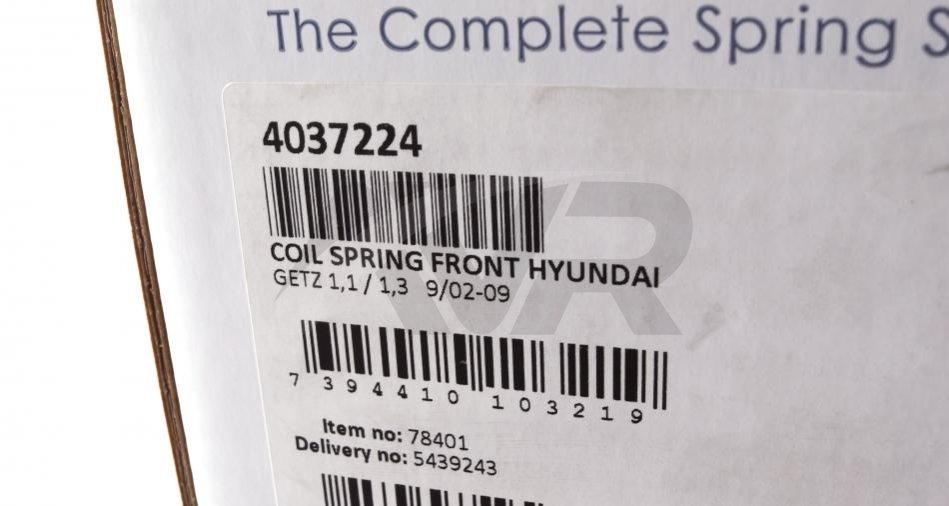 The Complete Spring S
4037224
COIL SPRING FRONT HYUNDAI
GETZ 1,1 / 1,3 9/02-09
7 394410 103219
Item no: 78401
Delivery no: 5439243